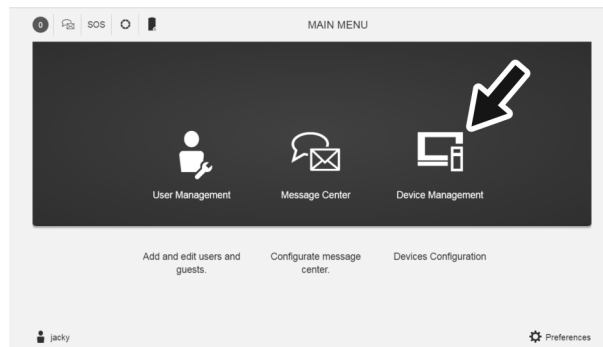 0 SOS MAIN MENU
User Management Message Center Device Management
Add and edit users and guests.
Configurate message center.
Devices Configuration
jacky Preferences